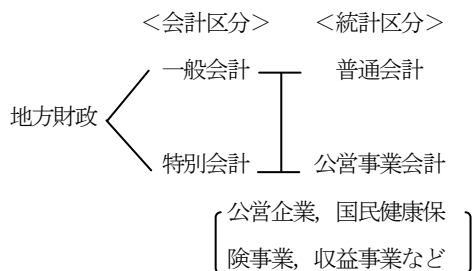 <会計区分> <統計区分>
一般会計 普通会計
地方財政
特別会計 公営事業会計
公営企業,国民健康保
険事業,収益事業など